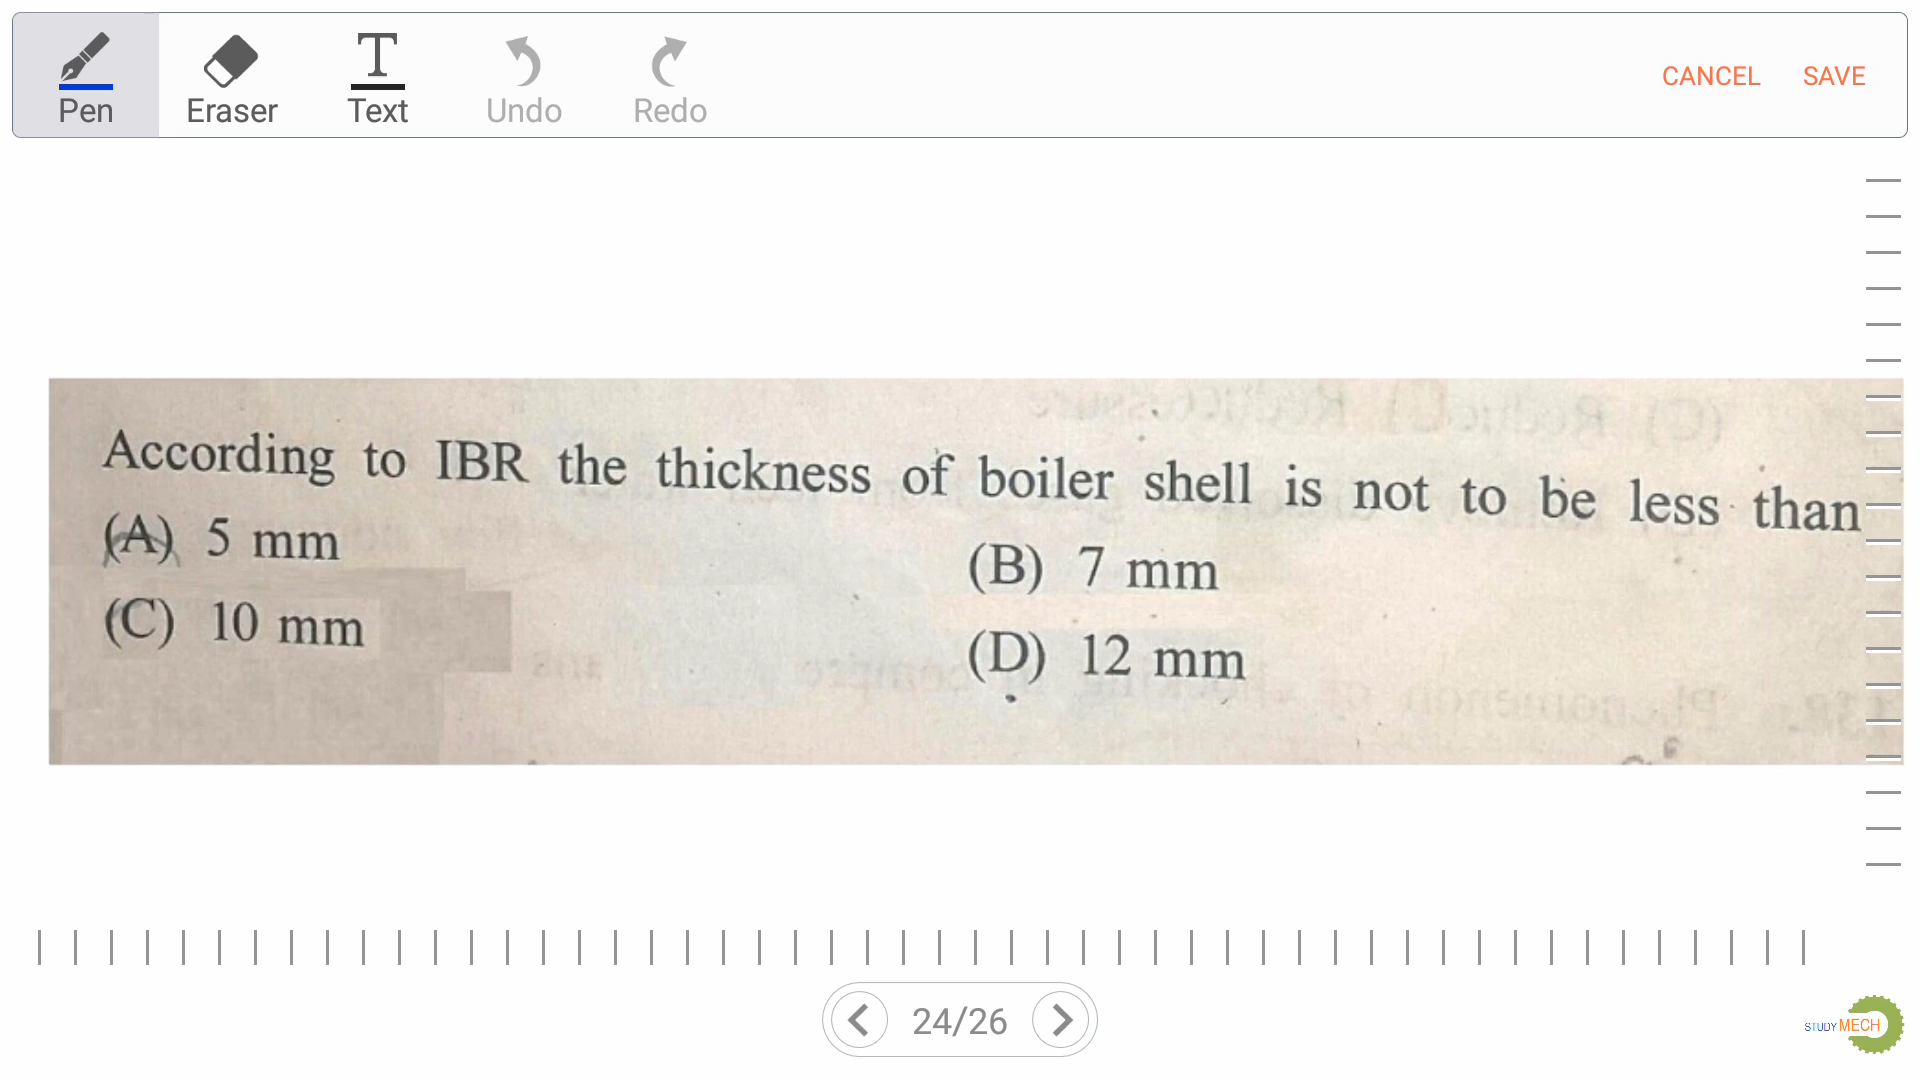 Pen
Eraser
Text
Undo
Redo
CANCEL SAVE
According to IBR the thickness of boiler shell is not to be less than
(A) 5 mm
(B) 7 mm
(C) 10 mm
(D) 12 mm
24/26
STUDY MECH